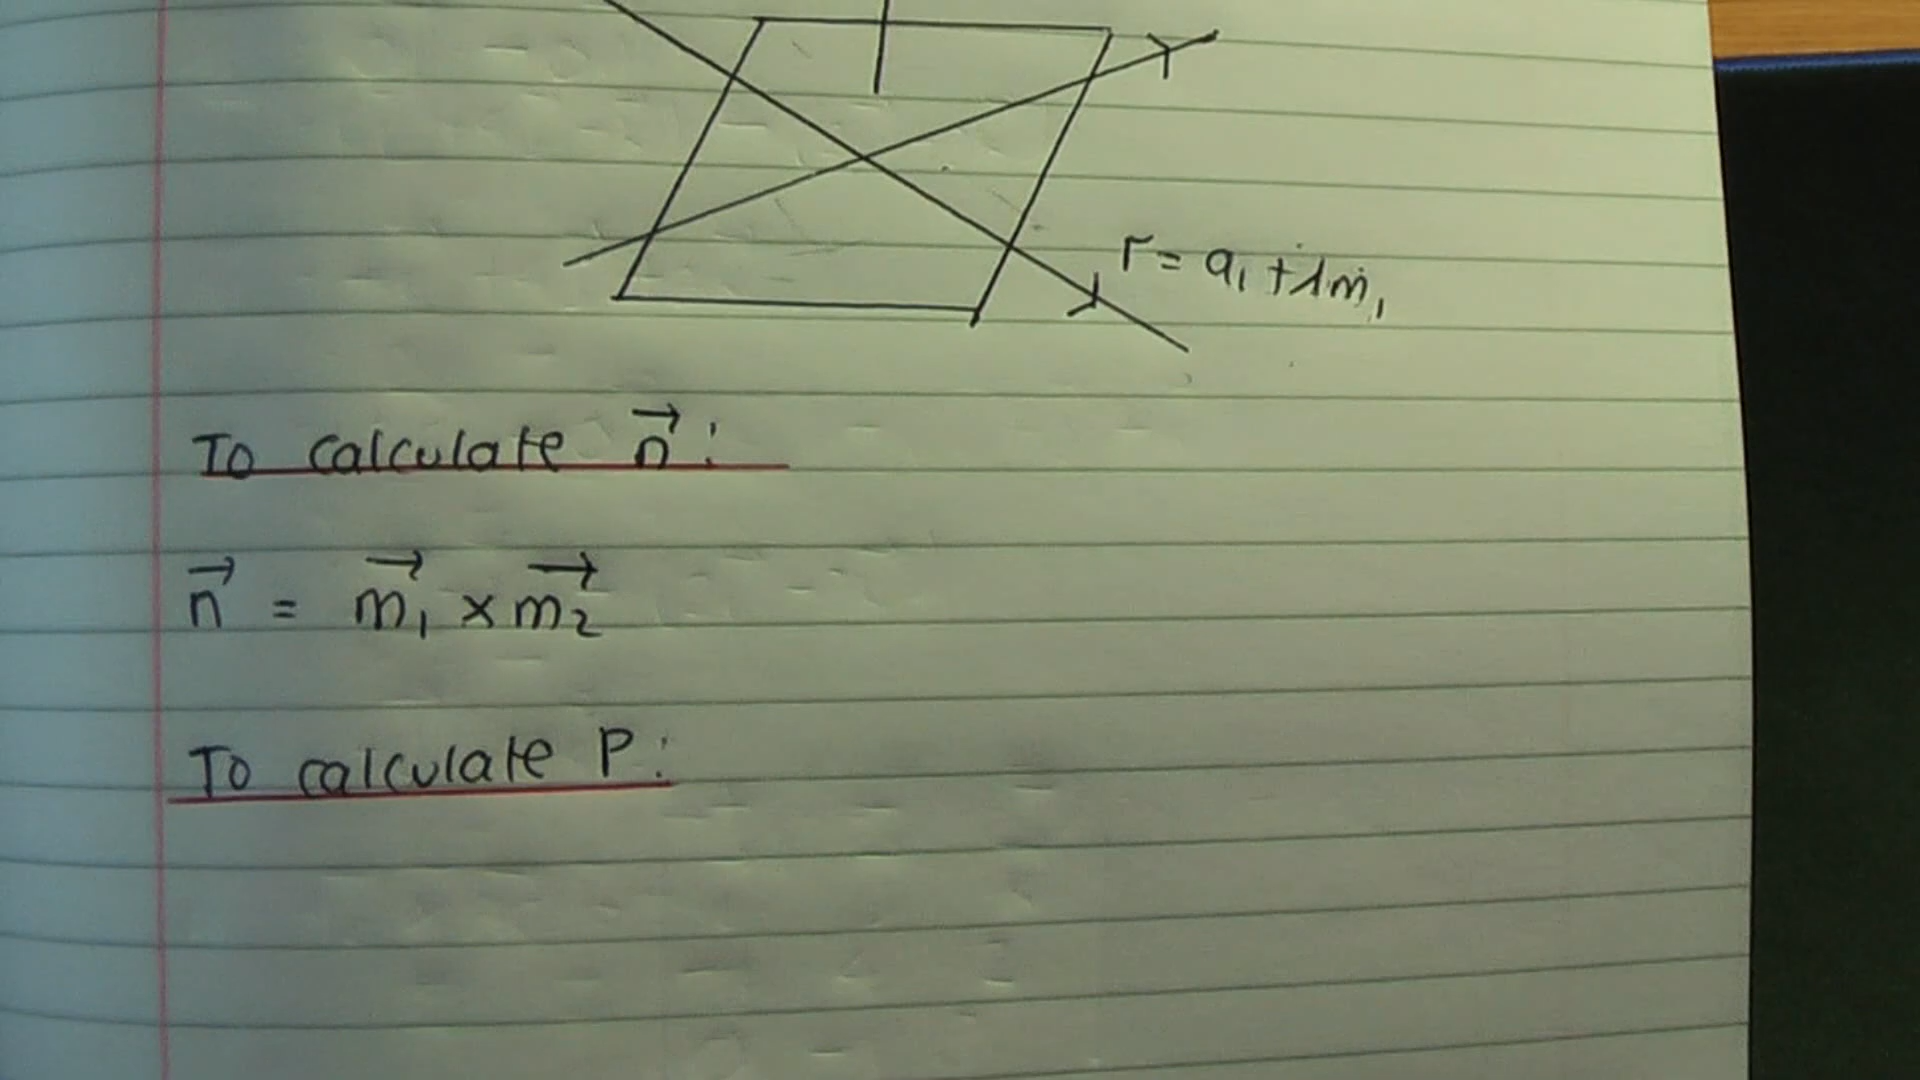 r = a₁ + λm₁
To calculate n⃗ :
n⃗ = m⃗₁ × m⃗₂
To calculate P :